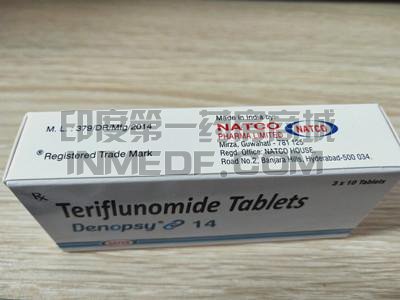 M. L. : 379/DR/Mfg/2014
® Registered Trade Mark
Made in India by:
NATCO
PHARMA LIMITED
Mirza, Guwahati - 781 125
Regd. Office: NATCO HOUSE,
Road No.2, Banjara Hills, Hyderabad-500 034.
NATCO
印度第一药房商城
INMEDF.COM
Rx
3 x 10 Tablets
Teriflunomide Tablets
Denopsy® 14
NATCO